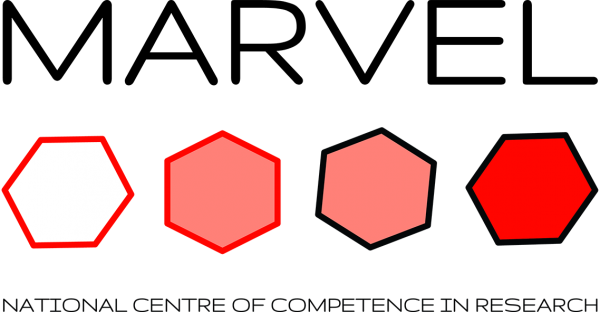 MARVEL
NATIONAL CENTRE OF COMPETENCE IN RESEARCH